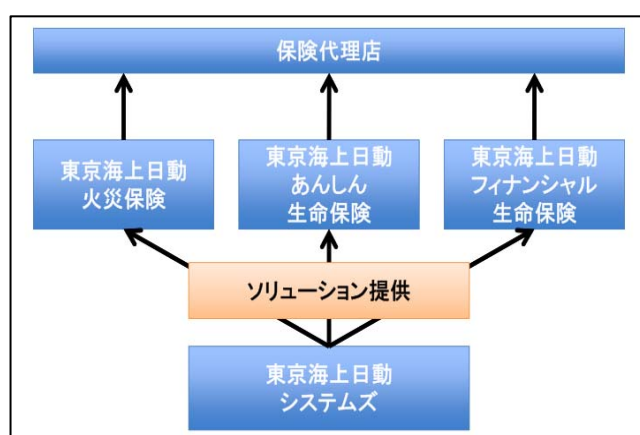 保険代理店
東京海上日動
火災保険
東京海上日動
あんしん
生命保険
東京海上日動
フィナンシャル
生命保険
ソリューション提供
東京海上日動
システムズ